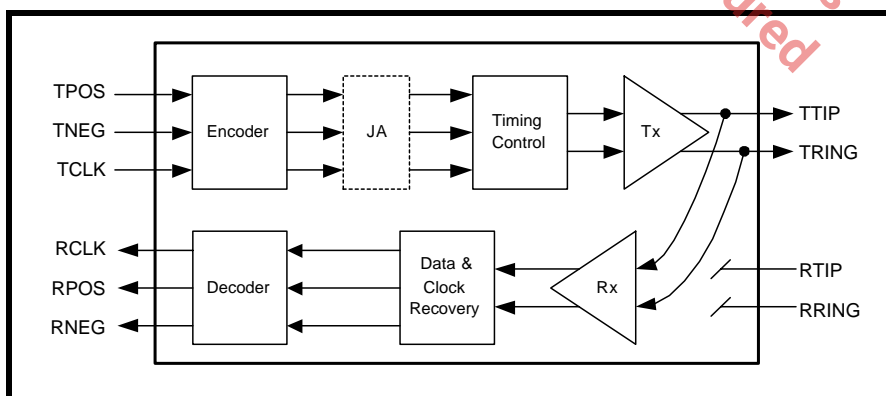 TPOS
TNEG
TCLK
Encoder
JA
Timing
Control
Tx
TTIP
TRING
RCLK
RPOS
RNEG
Decoder
Data &
Clock
Recovery
Rx
RTIP
RRING